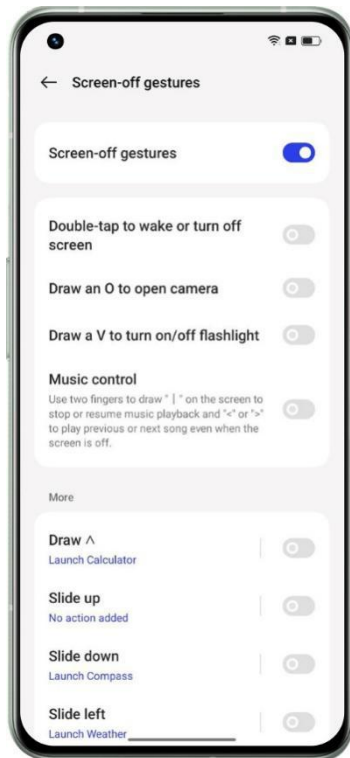 Screen-off gestures
Screen-off gestures
Double-tap to wake or turn off
screen
Draw an O to open camera
Draw a V to turn on/off flashlight
Music control
Use two fingers to draw "〡" on the screen to
stop or resume music playback and "<" or ">"
to play previous or next song even when the
screen is off.
More
Draw ∧
Launch Calculator
Slide up
No action added
Slide down
Launch Compass
Slide left
Launch Weather